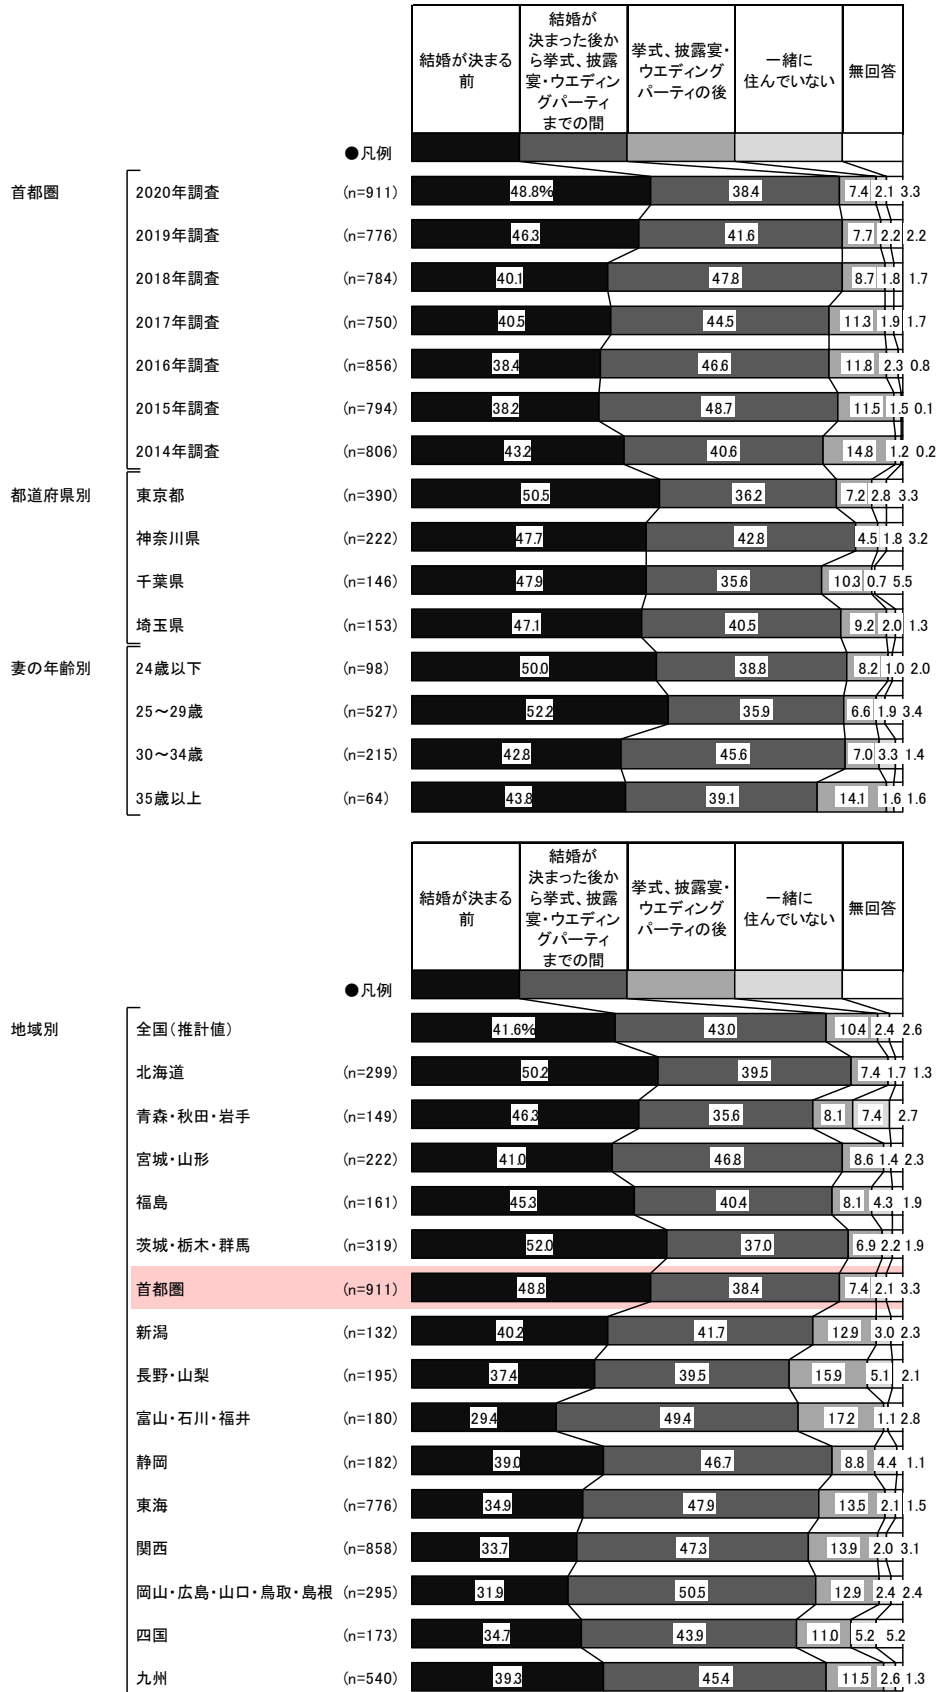 結婚が決まる
前
結婚が
決まった後か
ら挙式、披露
宴・ウエディン
グパーティ
までの間
挙式、披露宴・
ウエディング
パーティの後
一緒に
住んでいない
無回答
●凡例
首都圏 2020年調査 (n=911) 48.8% 38.4 7.4 2.1 3.3
2019年調査 (n=776) 46.3 41.6 7.7 2.2 2.2
2018年調査 (n=784) 40.1 47.8 8.7 1.8 1.7
2017年調査 (n=750) 40.5 44.5 11.3 1.9 1.7
2016年調査 (n=856) 38.4 46.6 11.8 2.3 0.8
2015年調査 (n=794) 38.2 48.7 11.5 1.5 0.1
2014年調査 (n=806) 43.2 40.6 14.8 1.2 0.2
都道府県別 東京都 (n=390) 50.5 36.2 7.2 2.8 3.3
神奈川県 (n=222) 47.7 42.8 4.5 1.8 3.2
千葉県 (n=146) 47.9 35.6 10.3 0.7 5.5
埼玉県 (n=153) 47.1 40.5 9.2 2.0 1.3
妻の年齢別 24歳以下 (n=98) 50.0 38.8 8.2 1.0 2.0
25～29歳 (n=527) 52.2 35.9 6.6 1.9 3.4
30～34歳 (n=215) 42.8 45.6 7.0 3.3 1.4
35歳以上 (n=64) 43.8 39.1 14.1 1.6 1.6
結婚が決まる
前
結婚が
決まった後か
ら挙式、披露
宴・ウエディン
グパーティ
までの間
挙式、披露宴・
ウエディング
パーティの後
一緒に
住んでいない
無回答
●凡例
地域別 全国(推計値) 41.6% 43.0 10.4 2.4 2.6
北海道 (n=299) 50.2 39.5 7.4 1.7 1.3
青森・秋田・岩手 (n=149) 46.3 35.6 8.1 7.4 2.7
宮城・山形 (n=222) 41.0 46.8 8.6 1.4 2.3
福島 (n=161) 45.3 40.4 8.1 4.3 1.9
茨城・栃木・群馬 (n=319) 52.0 37.0 6.9 2.2 1.9
首都圏 (n=911) 48.8 38.4 7.4 2.1 3.3
新潟 (n=132) 40.2 41.7 12.9 3.0 2.3
長野・山梨 (n=195) 37.4 39.5 15.9 5.1 2.1
富山・石川・福井 (n=180) 29.4 49.4 17.2 1.1 2.8
静岡 (n=182) 39.0 46.7 8.8 4.4 1.1
東海 (n=776) 34.9 47.9 13.5 2.1 1.5
関西 (n=858) 33.7 47.3 13.9 2.0 3.1
岡山・広島・山口・鳥取・島根 (n=295) 31.9 50.5 12.9 2.4 2.4
四国 (n=173) 34.7 43.9 11.0 5.2 5.2
九州 (n=540) 39.3 45.4 11.5 2.6 1.3